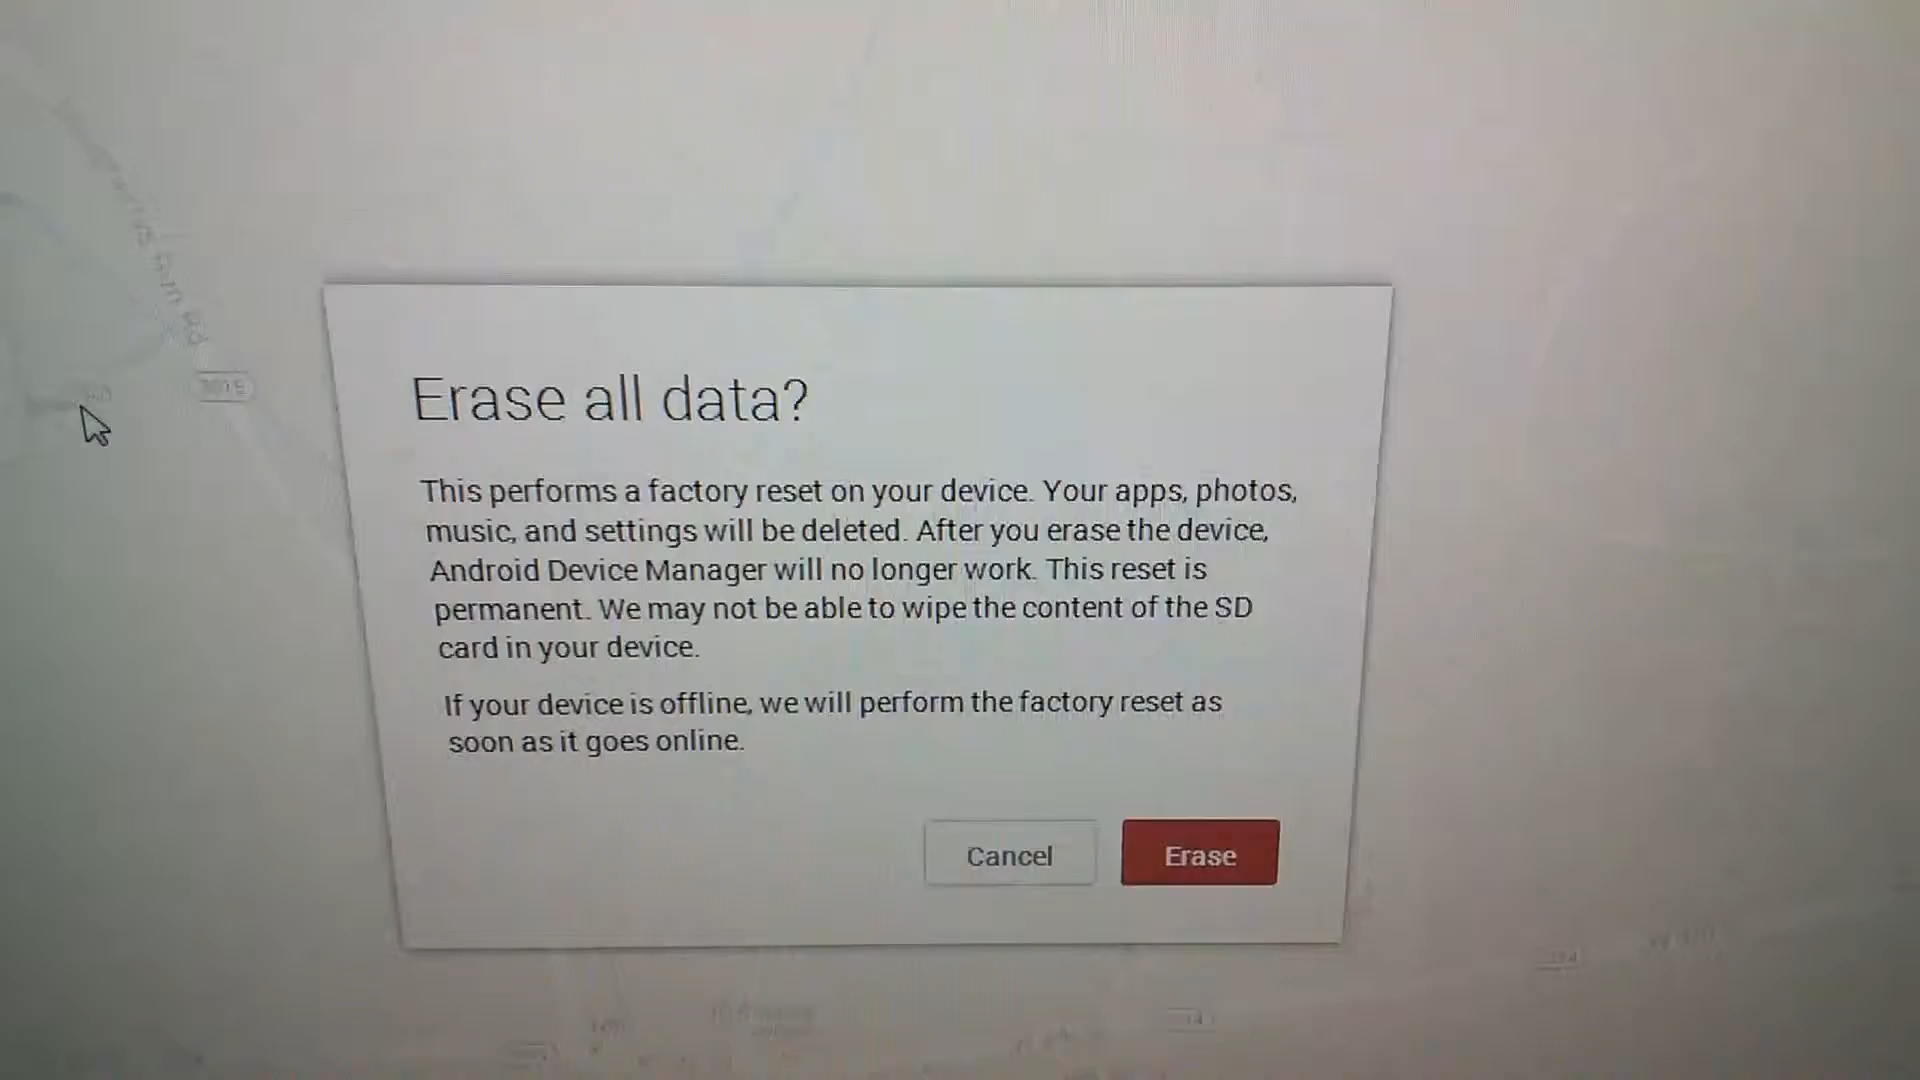 Erase all data?
This performs a factory reset on your device. Your apps, photos,
music, and settings will be deleted. After you erase the device,
Android Device Manager will no longer work. This reset is
permanent. We may not be able to wipe the content of the SD
card in your device.
If your device is offline, we will perform the factory reset as
soon as it goes online.
Cancel
Erase